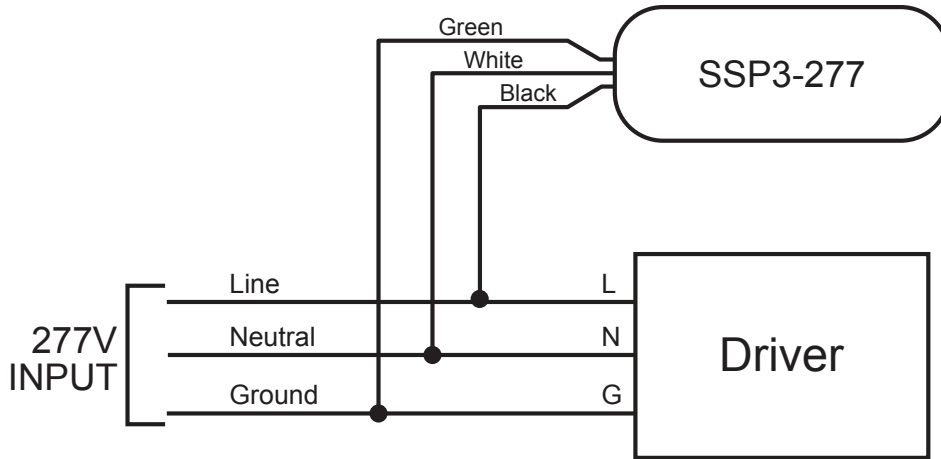 Green
White
Black
SSP3-277
277V
INPUT
Line
L
Neutral
N
Ground
G
Driver